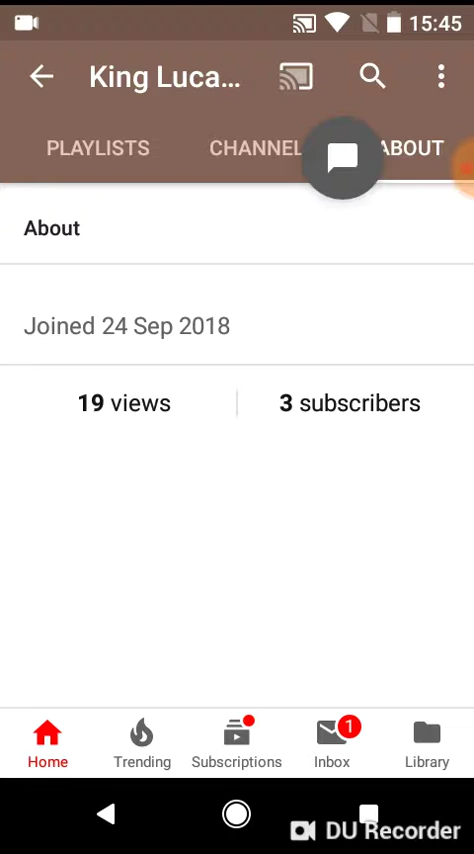 15:45
King Luca...
PLAYLISTS CHANNEL ABOUT
About
Joined 24 Sep 2018
19 views 3 subscribers
1
Home Trending Subscriptions Inbox Library
DU Recorder